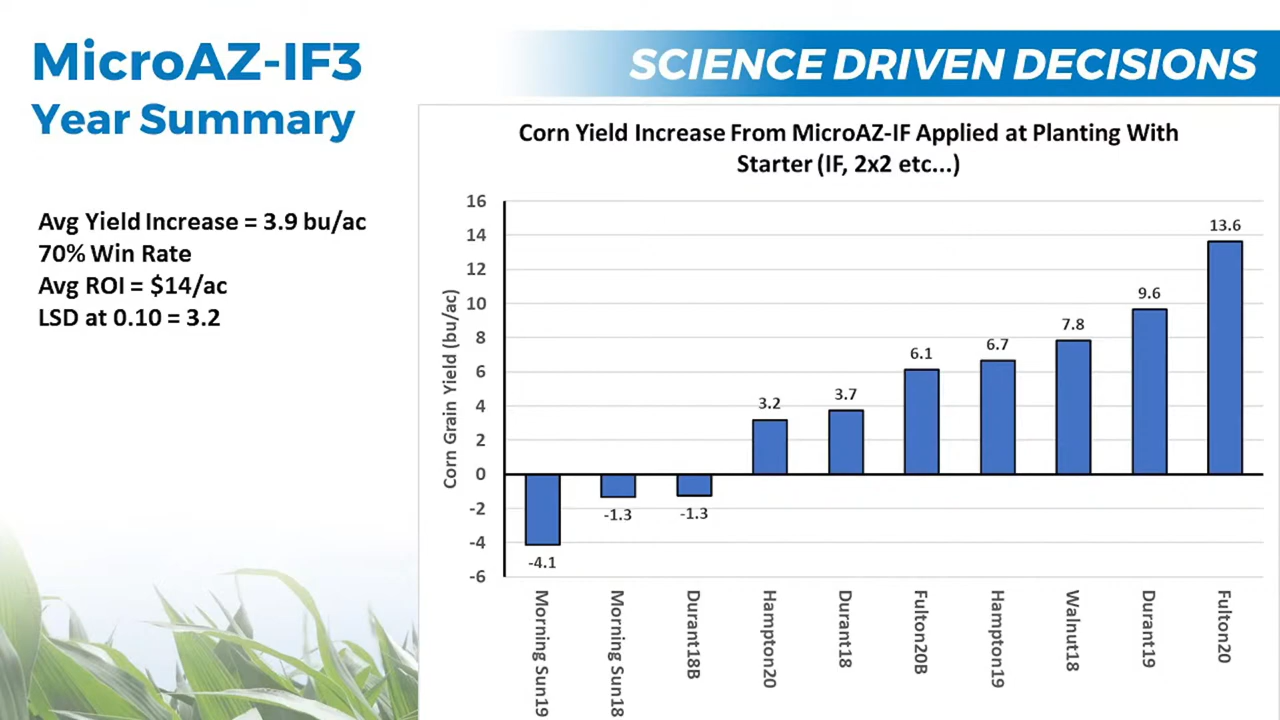 MicroAZ-IF3
Year Summary
SCIENCE DRIVEN DECISIONS
Avg Yield Increase = 3.9 bu/ac
70% Win Rate
Avg ROI = $14/ac
LSD at 0.10 = 3.2
Corn Yield Increase From MicroAZ-IF Applied at Planting With
Starter (IF, 2x2 etc...)
Corn Grain Yield (bu/ac)
16
14
12
10
8
6
4
2
0
-2
-4
-6
-4.1
-1.3
-1.3
3.2
3.7
6.1
6.7
7.8
9.6
13.6
Morning Sun19
Morning Sun18
Durant18B
Hampton20
Durant18
Fulton20B
Hampton19
Walnut18
Durant19
Fulton20